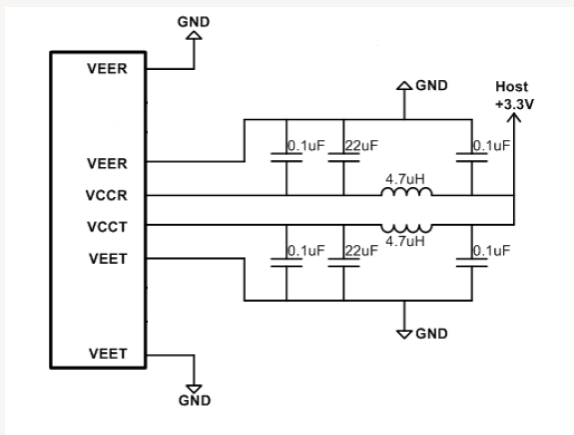 GND
VEER
GND
Host
+3.3V
0.1uF
22uF
0.1uF
VEER
4.7uH
VCCR
VCCT
4.7uH
0.1uF
22uF
0.1uF
VEET
GND
VEET
GND